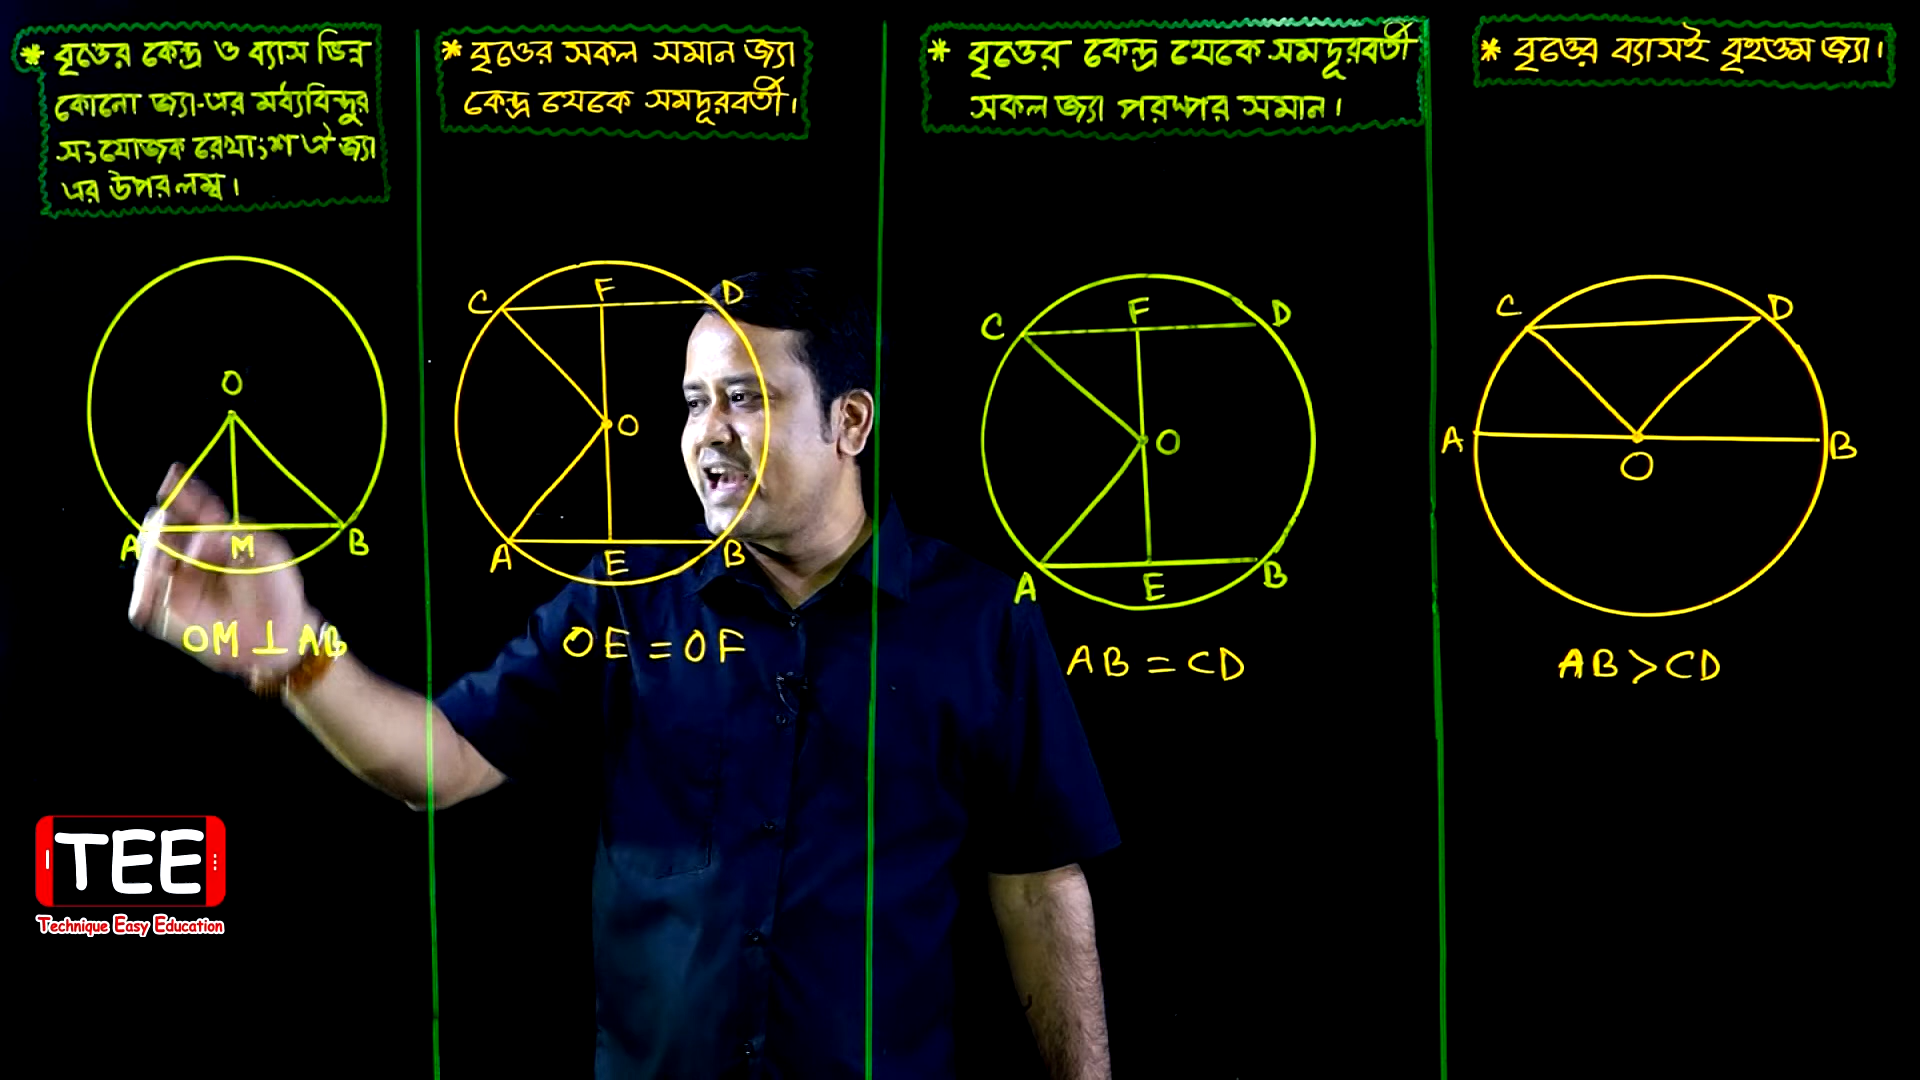 * বৃত্তের কেন্দ্র ও ব্যাস ভিন্ন
কোনো জ্যা-এর মধ্যবিন্দুর
সংযোজক রেখাংশ ঐ জ্যা
এর উপর লম্ব।
O
A M B
OM ⊥ AB
* বৃত্তের সকল সমান জ্যা
কেন্দ্র থেকে সমদূরবর্তী।
C F D
O
A E B
OE = OF
* বৃত্তের কেন্দ্র থেকে সমদূরবর্তী
সকল জ্যা পরস্পর সমান।
C F D
O
A E B
AB = CD
* বৃত্তের ব্যাসই বৃহত্তম জ্যা।
C D
A B
O
AB > CD
TEE
Technique Easy Education